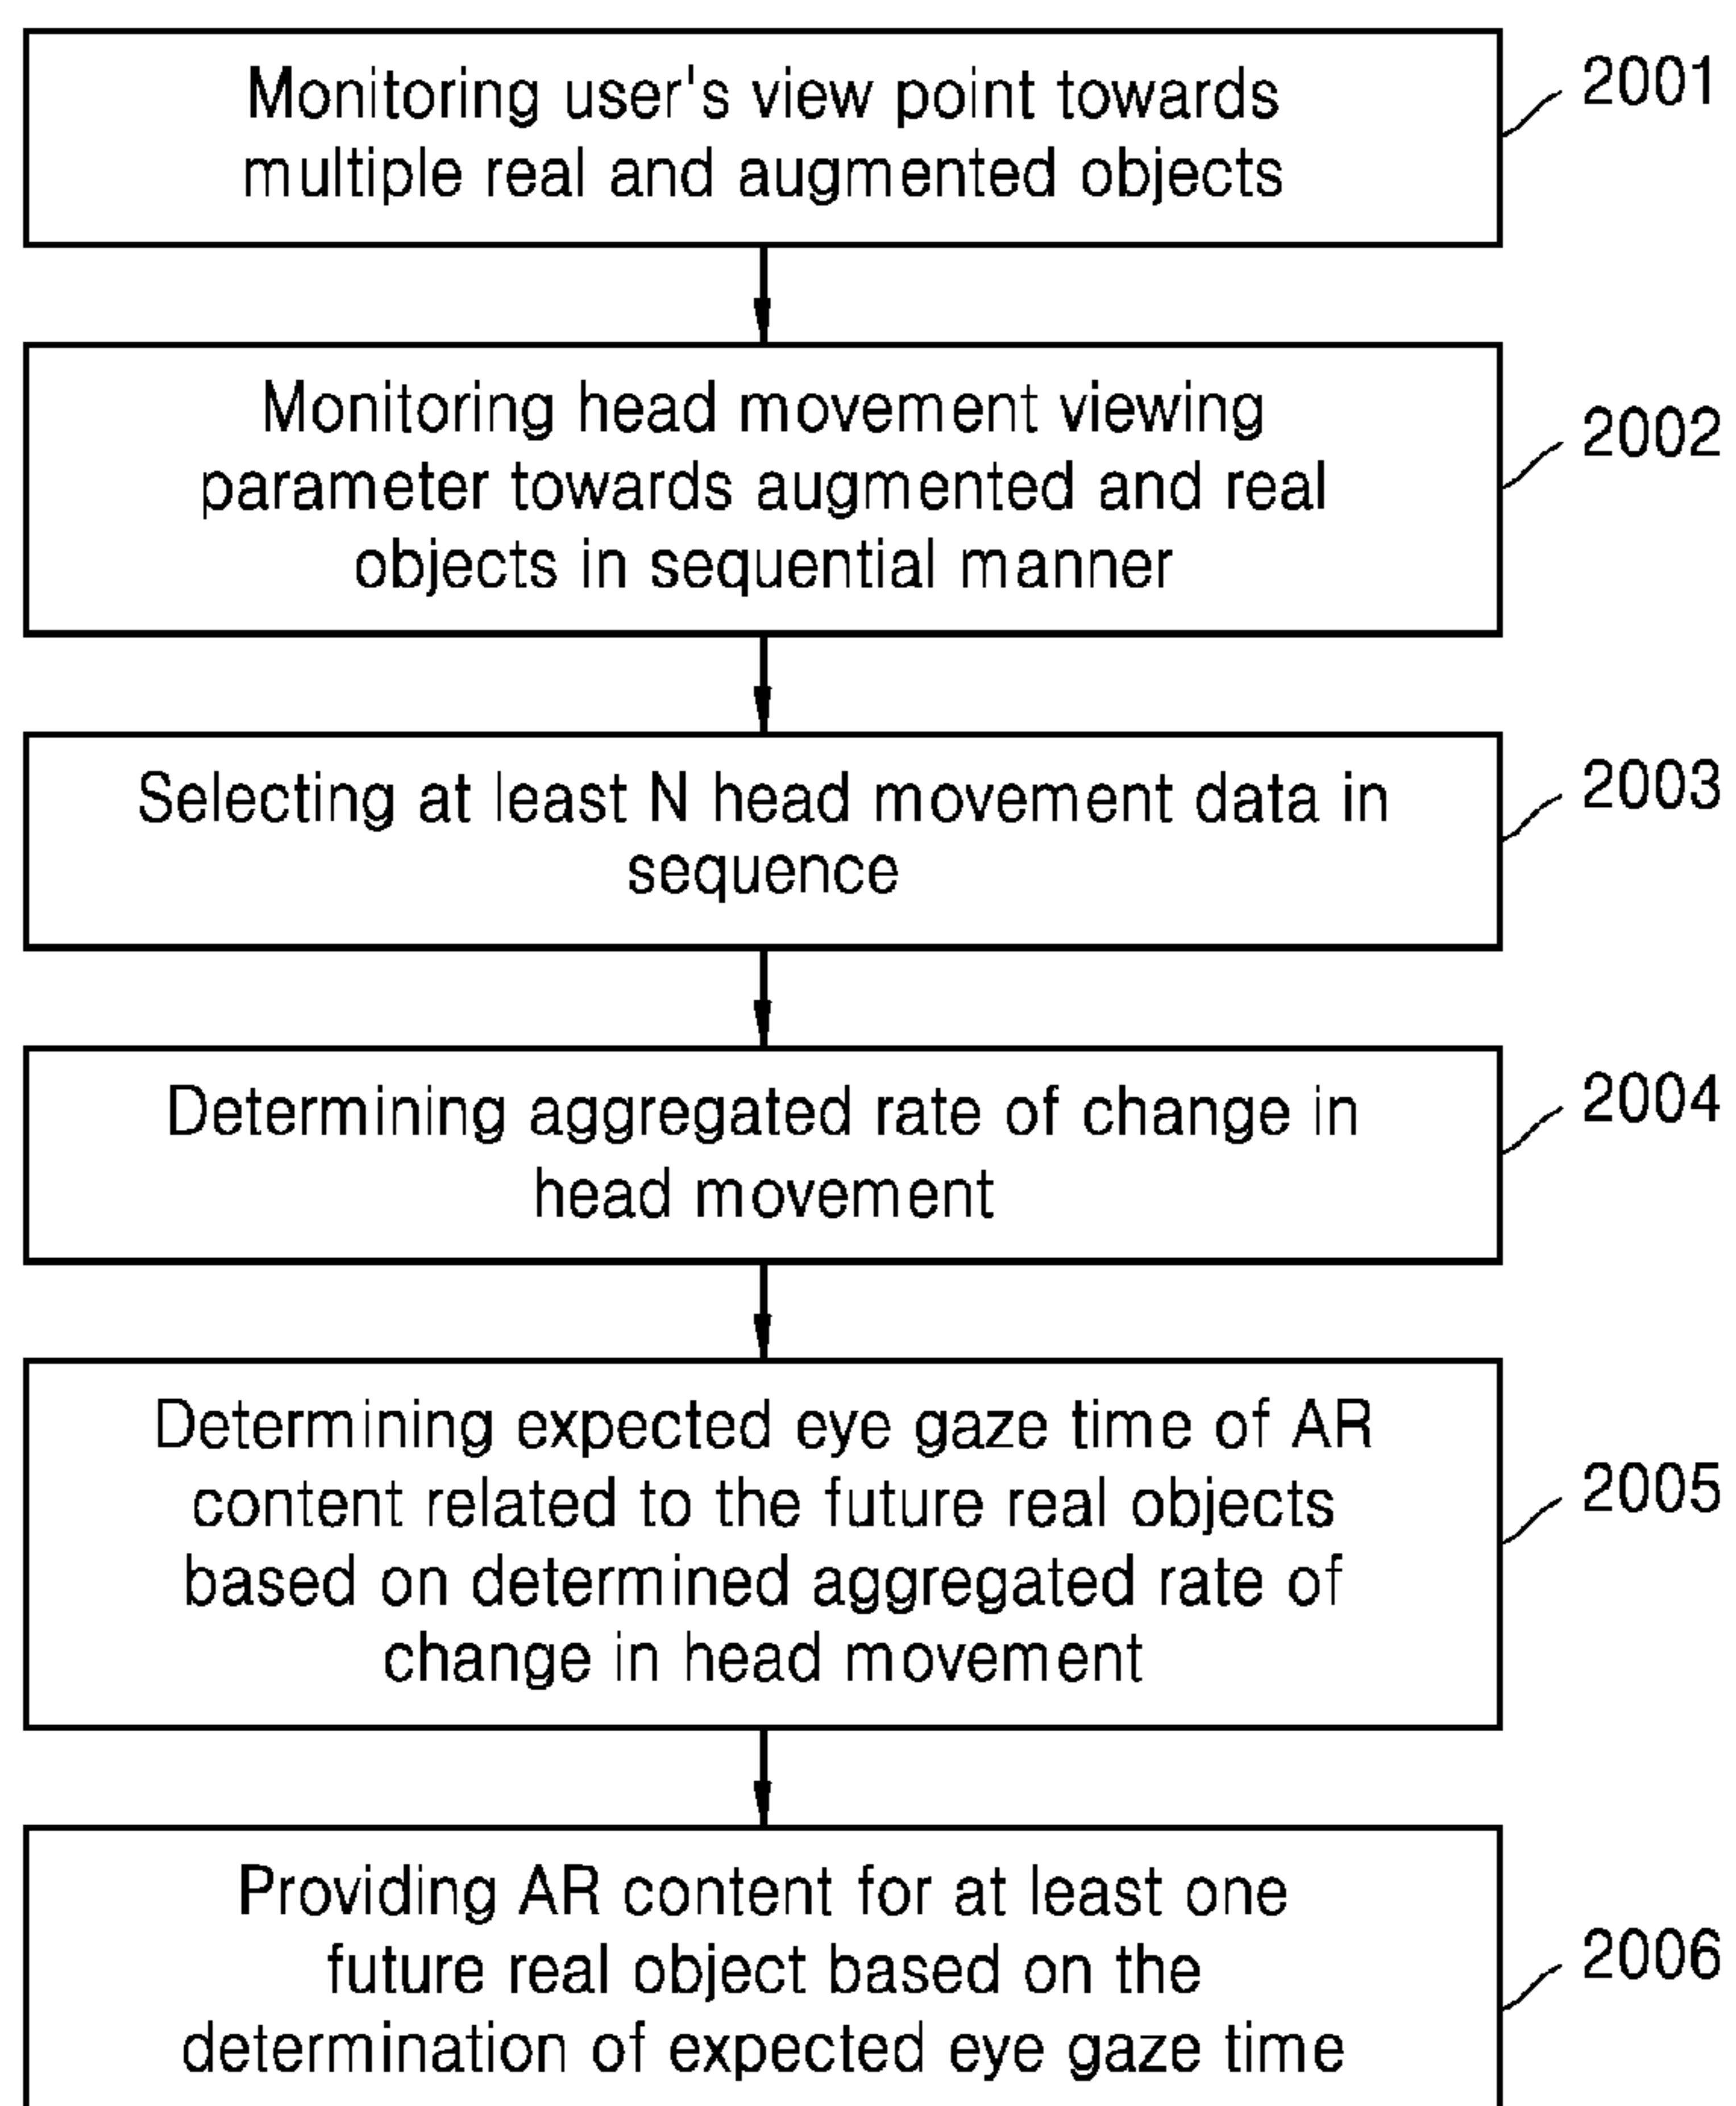 Monitoring user's view point towards
multiple real and augmented objects
2001
Monitoring head movement viewing
parameter towards augmented and real
objects in sequential manner
2002
Selecting at least N head movement data in
sequence
2003
Determining aggregated rate of change in
head movement
2004
Determining expected eye gaze time of AR
content related to the future real objects
based on determined aggregated rate of
change in head movement
2005
Providing AR content for at least one
future real object based on the
determination of expected eye gaze time
2006